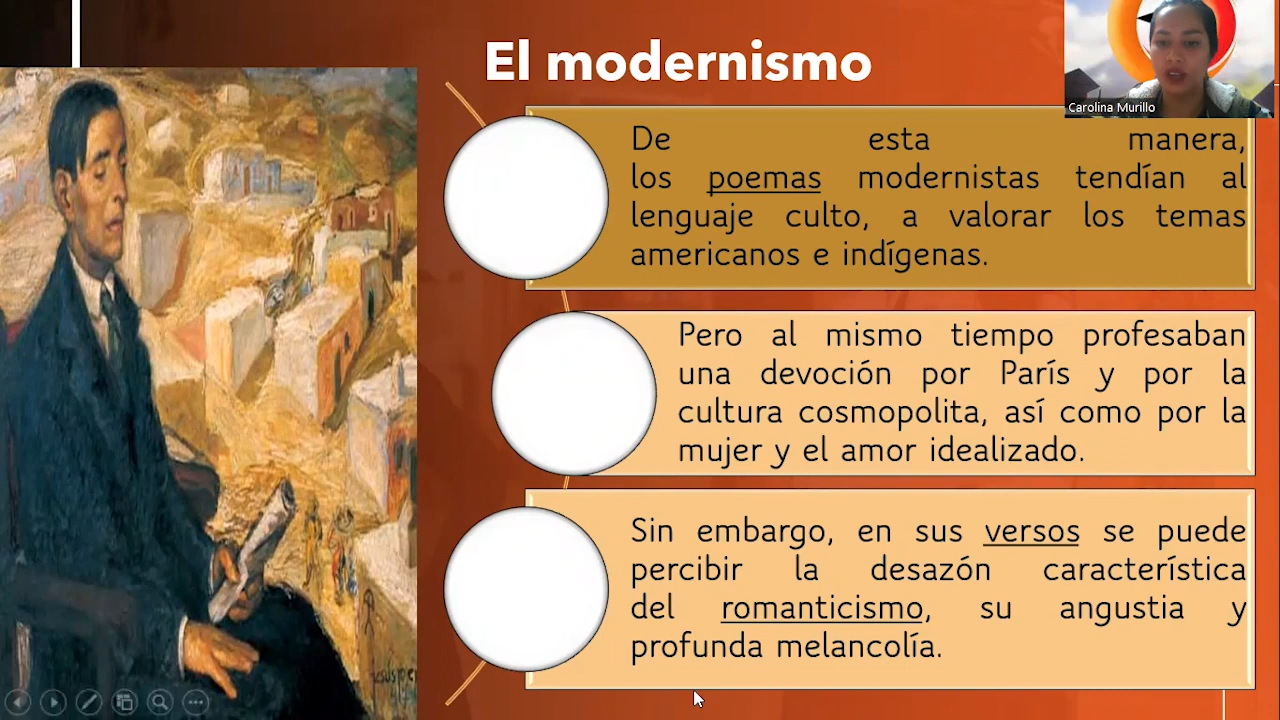 El modernismo
Carolina Murillo
De esta manera,
los poemas modernistas tendían al
lenguaje culto, a valorar los temas
americanos e indígenas.
Pero al mismo tiempo profesaban
una devoción por París y por la
cultura cosmopolita, así como por la
mujer y el amor idealizado.
Sin embargo, en sus versos se puede
percibir la desazón característica
del romanticismo, su angustia y
profunda melancolía.